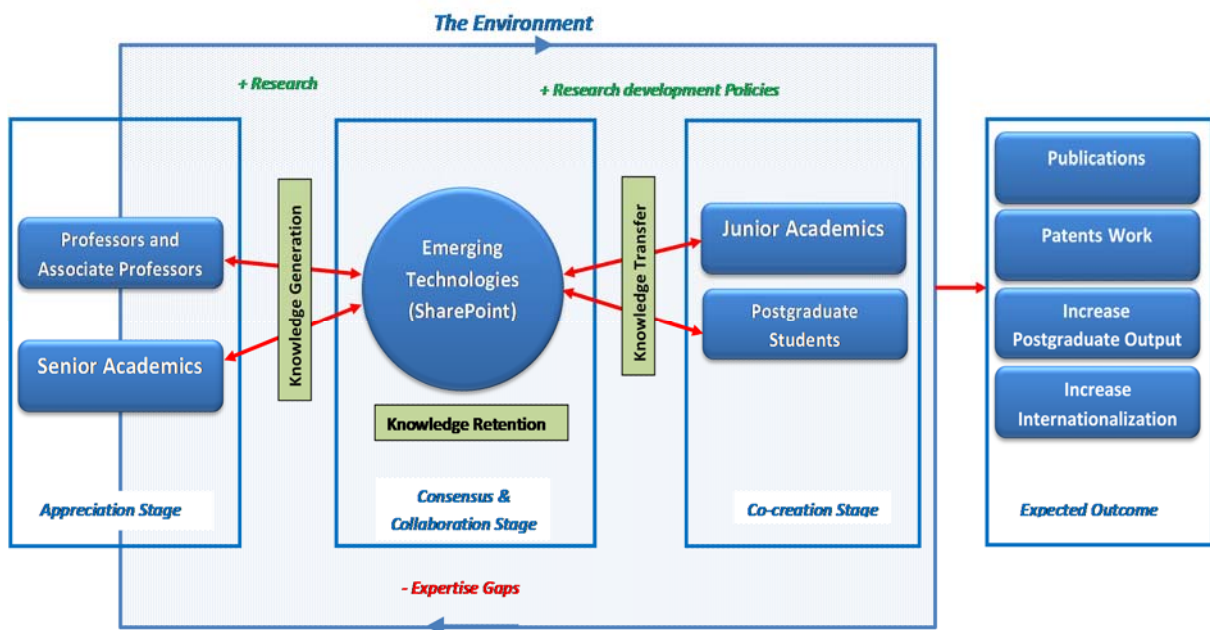 The Environment
+ Research
+ Research development Policies
Professors and
Associate Professors
Senior Academics
Appreciation Stage
Knowledge Generation
Emerging
Technologies
(SharePoint)
Knowledge Retention
Consensus &
Collaboration Stage
Knowledge Transfer
Junior Academics
Postgraduate
Students
Co-creation Stage
Publications
Patents Work
Increase
Postgraduate Output
Increase
Internationalization
Expected Outcome
- Expertise Gaps